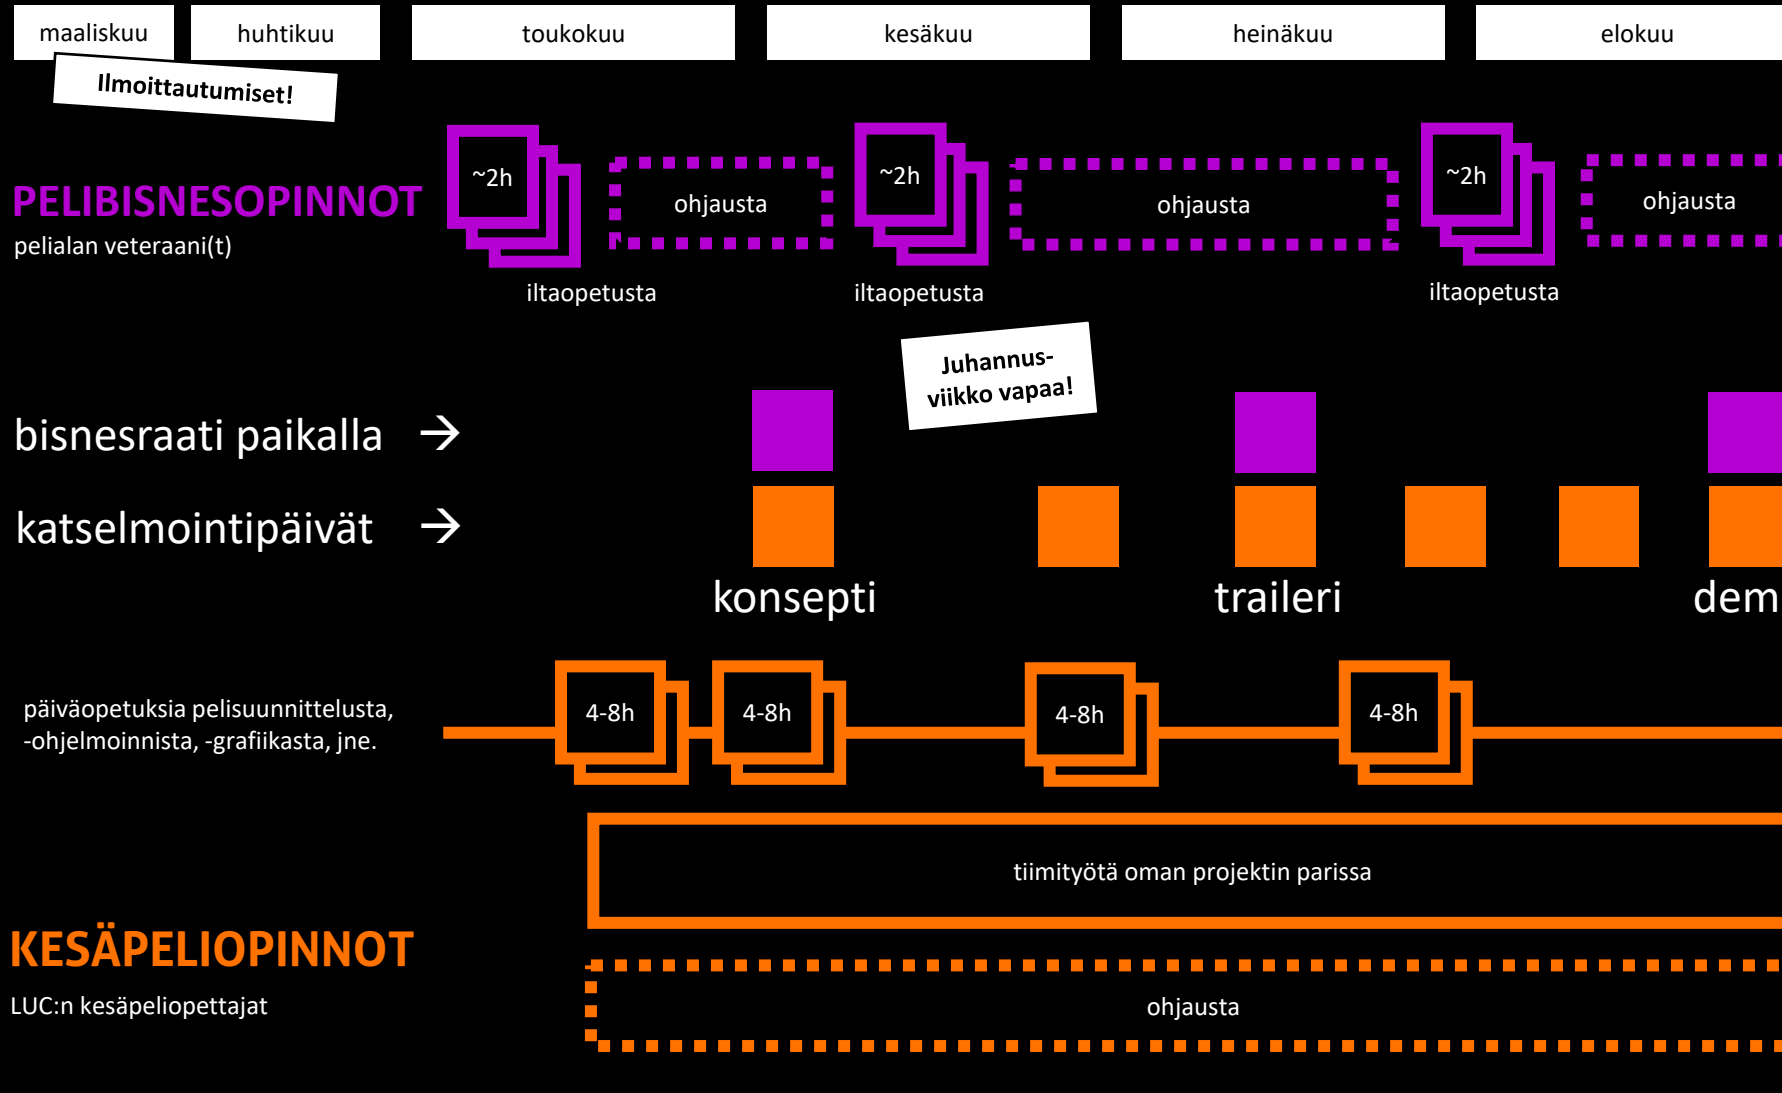 maaliskuu
huhtikuu
toukokuu
kesäkuu
heinäkuu
elokuu
Ilmoittautumiset!
PELIBISNESOPINNOT
pelialan veteraani(t)
~2h
ohjausta
~2h
ohjausta
~2h
ohjausta
iltaopetusta
iltaopetusta
iltaopetusta
Juhannus-
viikko vapaa!
bisnesraati paikalla →
katselmointipäivät →
konsepti
traileri
dem
päiväopetuksia pelisuunnittelusta,
-ohjelmoinnista, -grafiikasta, jne.
4-8h
4-8h
4-8h
4-8h
tiimityötä oman projektin parissa
KESÄPELIOPINNOT
LUC:n kesäpeliopettajat
ohjausta